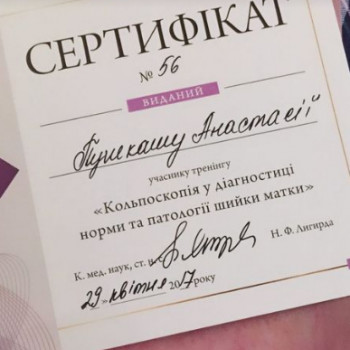 СЕРТИФІКАТ
№ 56
ВИДАНИЙ
Пунекашу Анастасії
учаснику тренінгу
«Кольпоскопія у діагностиці
норми та патології шийки матки»
К. мед. наук, ст. Н. Ф. Лигирда
"29" квітня 2017 року